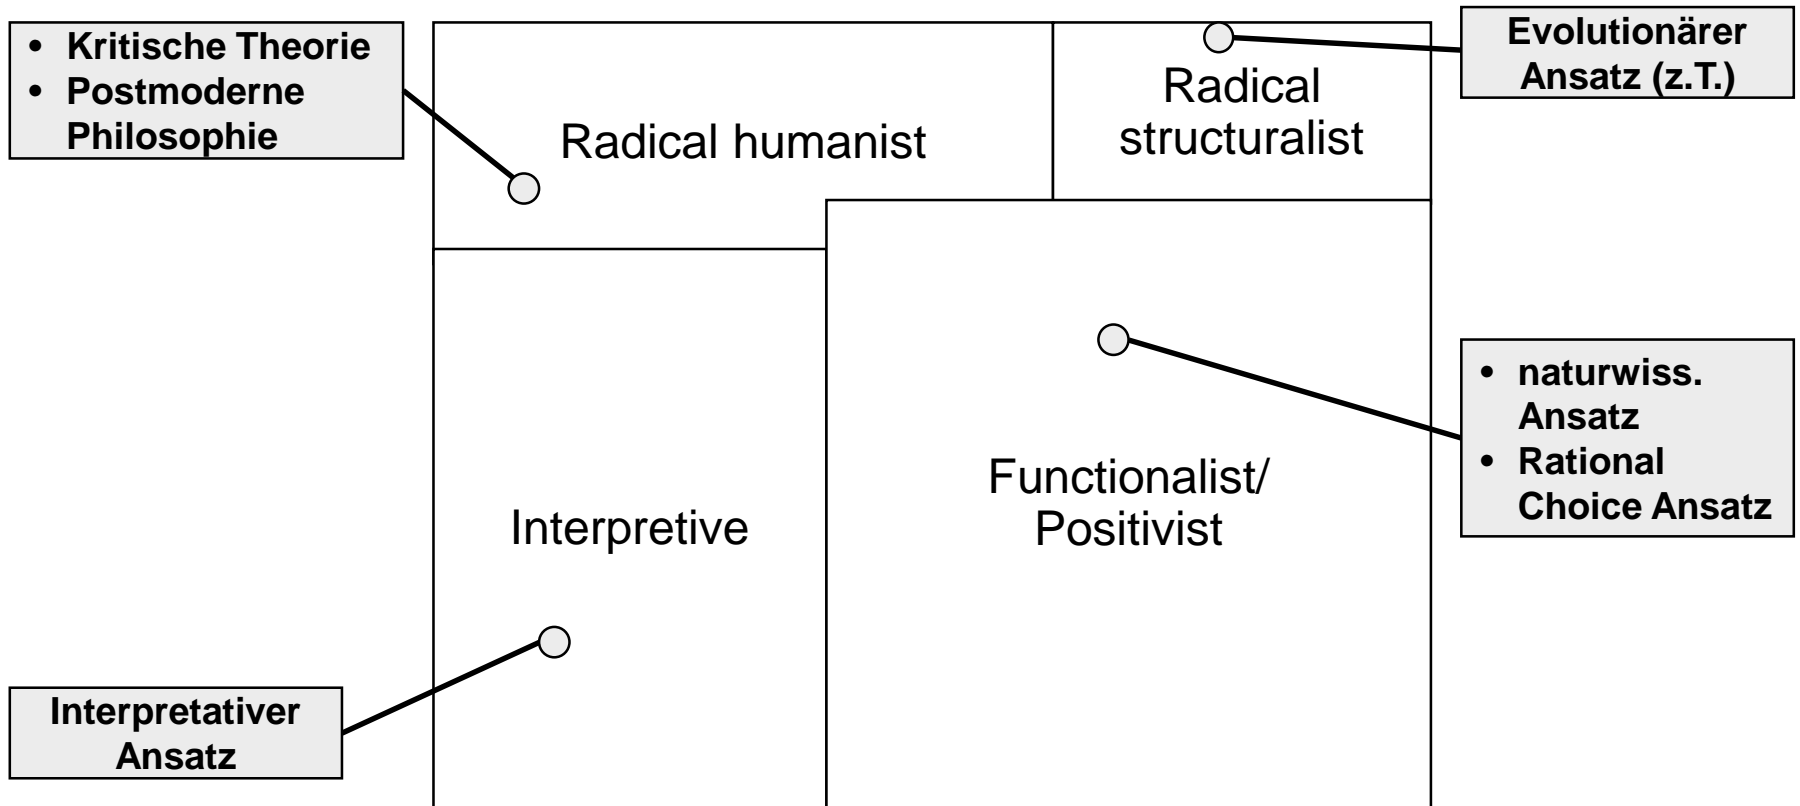 • Kritische Theorie
• Postmoderne
Philosophie
Radical humanist
Radical
structuralist
Evolutionärer
Ansatz (z.T.)
Interpretive
Functionalist/
Positivist
• naturwiss.
Ansatz
• Rational
Choice Ansatz
Interpretativer
Ansatz